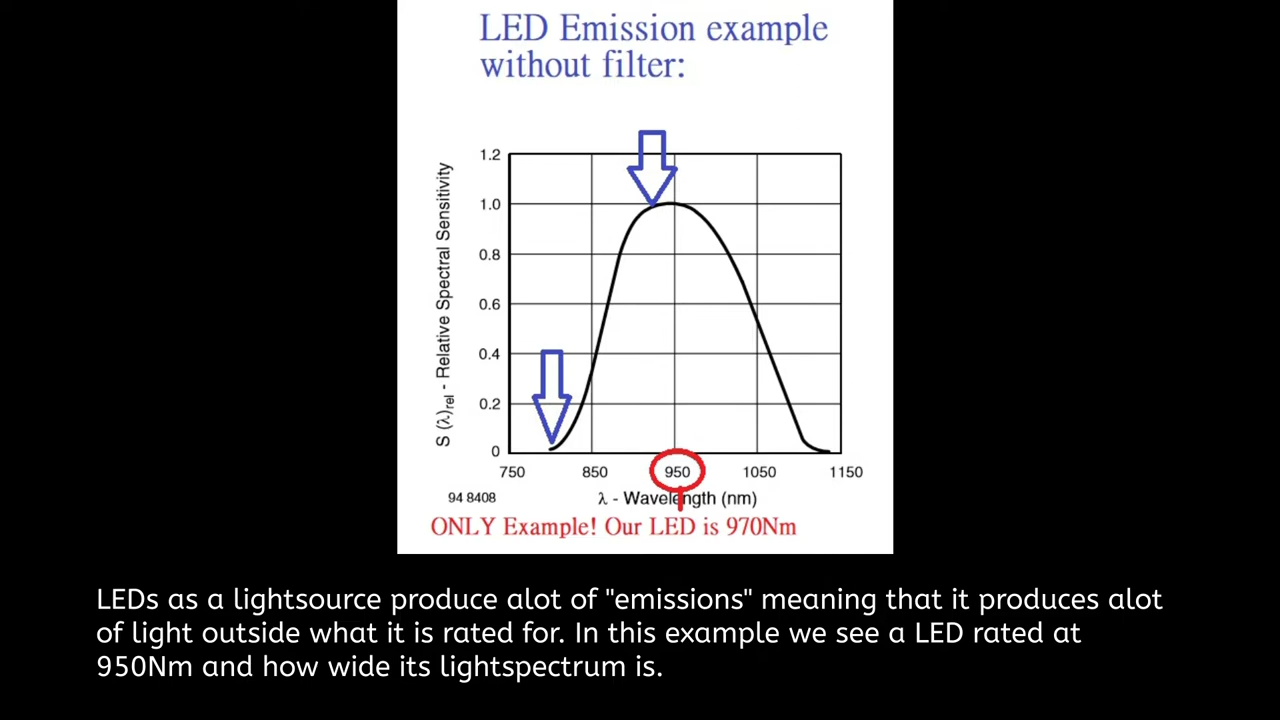 LED Emission example
without filter:
1.2
1.0
0.8
0.6
0.4
0.2
0
S (λ)rel - Relative Spectral Sensitivity
750 850 950 1050 1150
94 8408
λ - Wavelength (nm)
ONLY Example! Our LED is 970Nm
LEDs as a lightsource produce alot of "emissions" meaning that it produces alot
of light outside what it is rated for. In this example we see a LED rated at
950Nm and how wide its lightspectrum is.